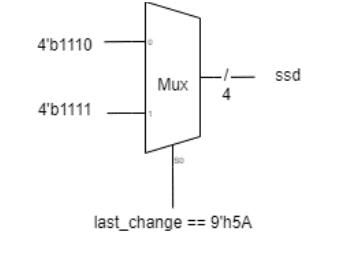 4'b1110
0
Mux
/
4
ssd
4'b1111
1
S0
last_change == 9'h5A